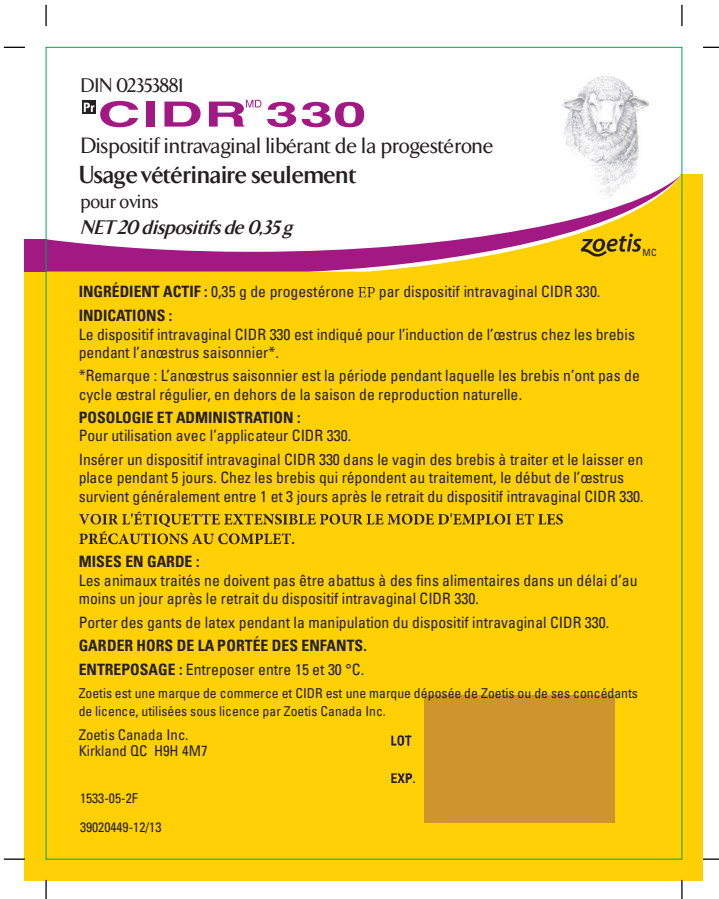 DIN 02353881
Pr CIDR MD 330
Dispositif intravaginal libérant de la progestérone
Usage vétérinaire seulement
pour ovins
NET 20 dispositifs de 0,35 g
zoetis MC
INGRÉDIENT ACTIF : 0,35 g de progestérone EP par dispositif intravaginal CIDR 330.
INDICATIONS :
Le dispositif intravaginal CIDR 330 est indiqué pour l'induction de l'œstrus chez les brebis
pendant l'anœstrus saisonnier*.
*Remarque : L'anœstrus saisonnier est la période pendant laquelle les brebis n'ont pas de
cycle œstral régulier, en dehors de la saison de reproduction naturelle.
POSOLOGIE ET ADMINISTRATION :
Pour utilisation avec l'applicateur CIDR 330.
Insérer un dispositif intravaginal CIDR 330 dans le vagin des brebis à traiter et le laisser en
place pendant 5 jours. Chez les brebis qui répondent au traitement, le début de l'œstrus
survient généralement entre 1 et 3 jours après le retrait du dispositif intravaginal CIDR 330.
VOIR L'ÉTIQUETTE EXTENSIBLE POUR LE MODE D'EMPLOI ET LES
PRÉCAUTIONS AU COMPLET.
MISES EN GARDE :
Les animaux traités ne doivent pas être abattus à des fins alimentaires dans un délai d'au
moins un jour après le retrait du dispositif intravaginal CIDR 330.
Porter des gants de latex pendant la manipulation du dispositif intravaginal CIDR 330.
GARDER HORS DE LA PORTÉE DES ENFANTS.
ENTREPOSAGE : Entreposer entre 15 et 30 °C.
Zoetis est une marque de commerce et CIDR est une marque déposée de Zoetis ou de ses concédants
de licence, utilisées sous licence par Zoetis Canada Inc.
Zoetis Canada Inc.
Kirkland QC H9H 4M7
LOT
EXP.
1533-05-2F
39020449-12/13